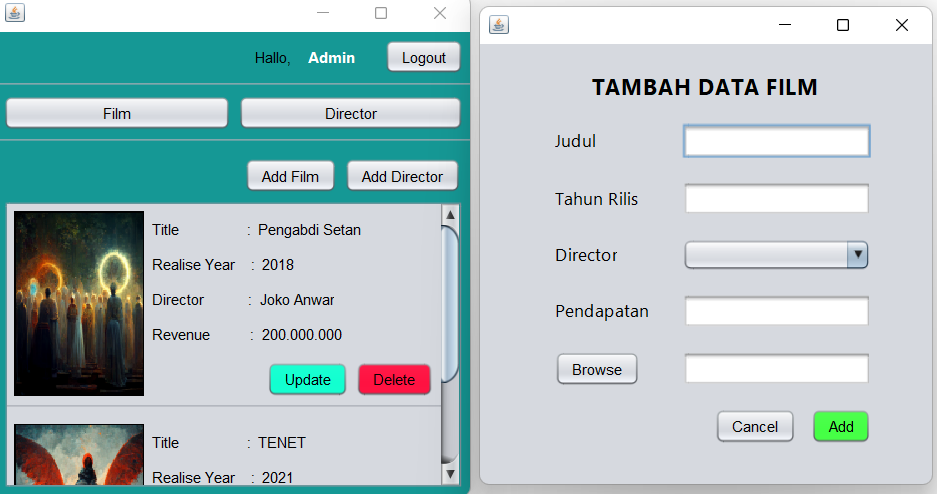 Hallo, Admin Logout
Film Director
Add Film Add Director
Title : Pengabdi Setan
Realise Year : 2018
Director : Joko Anwar
Revenue : 200.000.000
Update Delete
Title : TENET
Realise Year : 2021
TAMBAH DATA FILM
Judul
Tahun Rilis
Director
Pendapatan
Browse
Cancel Add